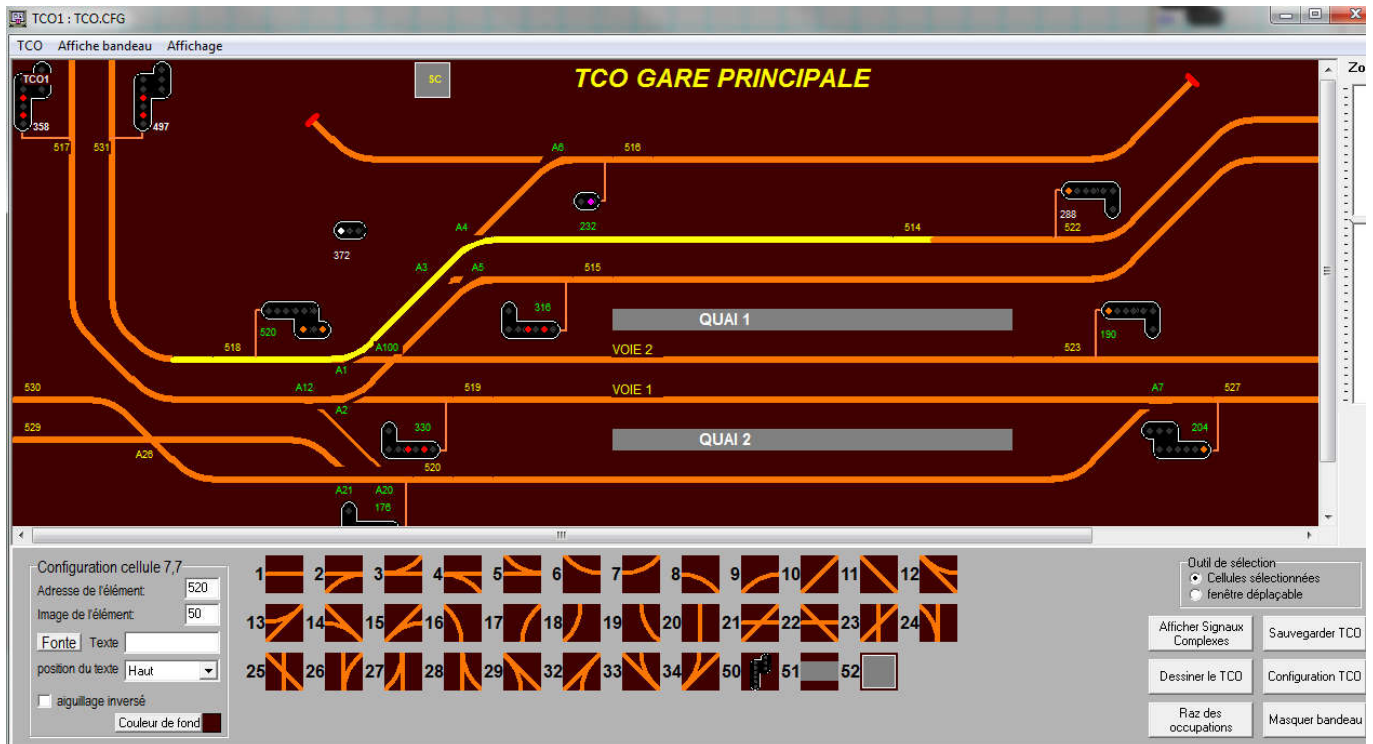 TCO1 : TCO.CFG
TCO Affiche bandeau Affichage
Zo
TCO1
SC
TCO GARE PRINCIPALE
358
497
517
531
A6
516
372
232
A4
514
288
522
A3
A5
515
316
QUAI 1
520
518
A100
VOIE 2
523
190
A1
530
A12
519
VOIE 1
A7
527
A2
529
330
QUAI 2
204
A26
520
A21
A20
176
Configuration cellule 7,7
Adresse de l'élément: 520
Image de l'élément: 50
Fonte Texte
position du texte Haut
aiguillage inversé
Couleur de fond
1 2 3 4 5 6 7 8 9 10 11 12
13 14 15 16 17 18 19 20 21 22 23 24
25 26 27 28 29 32 33 34 50 51 52
Outil de sélection
Cellules sélectionnées
fenêtre déplaçable
Afficher Signaux
Complexes
Sauvegarder TCO
Dessiner le TCO
Configuration TCO
Raz des
occupations
Masquer bandeau